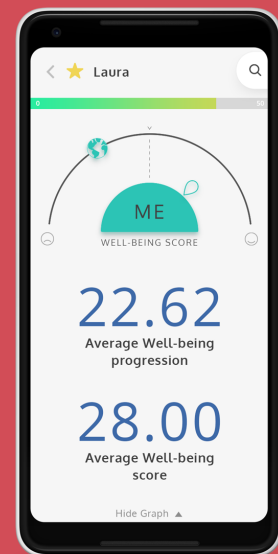 Laura
0 50
ME
WELL-BEING SCORE
22.62
Average Well-being
progression
28.00
Average Well-being
score
Hide Graph